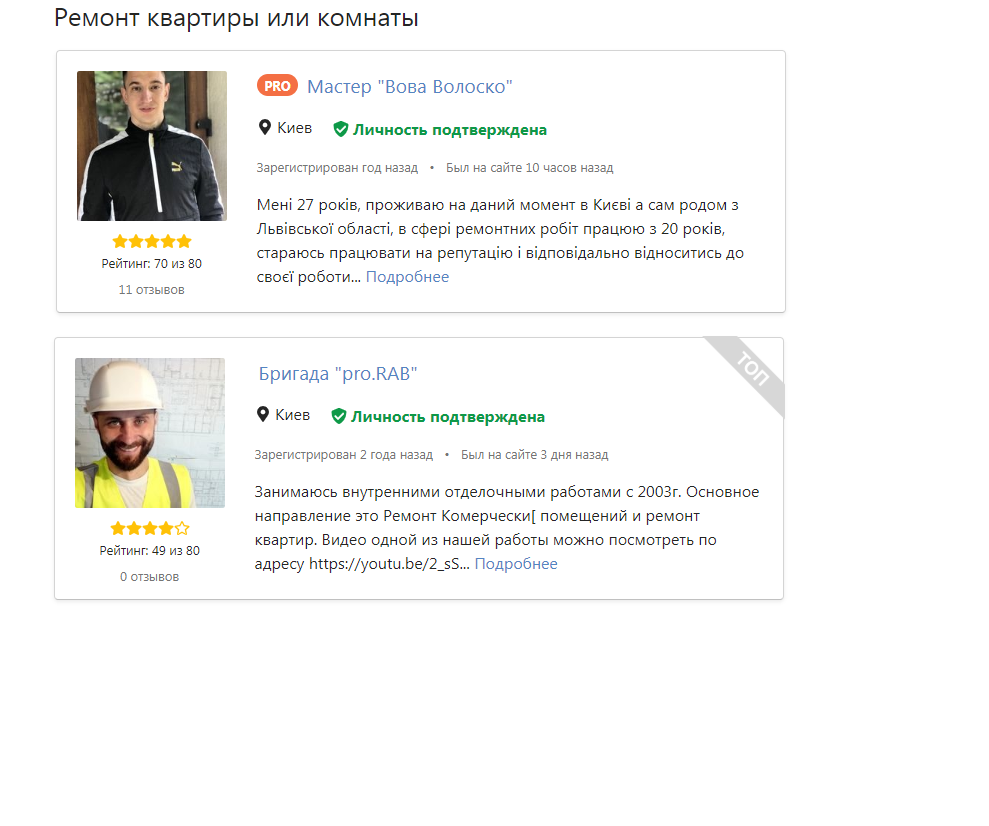 Ремонт квартиры или комнаты
PRO Мастер "Вова Волоско"
Киев Личность подтверждена
Зарегистрирован год назад • Был на сайте 10 часов назад
Мені 27 років, проживаю на даний момент в Києві а сам родом з
Львівської області, в сфері ремонтних робіт працюю з 20 років,
стараюсь працювати на репутацію і відповідально відноситись до
своєї роботи... Подробнее
Рейтинг: 70 из 80
11 отзывов
ТОП
Бригада "pro.RAB"
Киев Личность подтверждена
Зарегистрирован 2 года назад • Был на сайте 3 дня назад
Занимаюсь внутренними отделочными работами с 2003г. Основное
направление это Ремонт Комерчески[ помещений и ремонт
квартир. Видео одной из нашей работы можно посмотреть по
адресу https://youtu.be/2_sS... Подробнее
Рейтинг: 49 из 80
0 отзывов